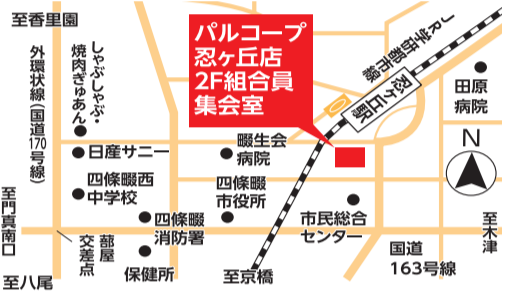 至香里園
外環状線(国道170号線)
しゃぶしゃぶ・
焼肉ぎゅあん
パルコープ
忍ヶ丘店
2F組合員
集会室
JR学研都市線
忍ヶ丘駅
田原
病院
N
日産サニー
畷生会
病院
四條畷西
中学校
四條畷
市役所
至門真南口
四條畷
消防署
市民総合
センター
至木津
部屋
交差点
保健所
至京橋
国道
163号線
至八尾